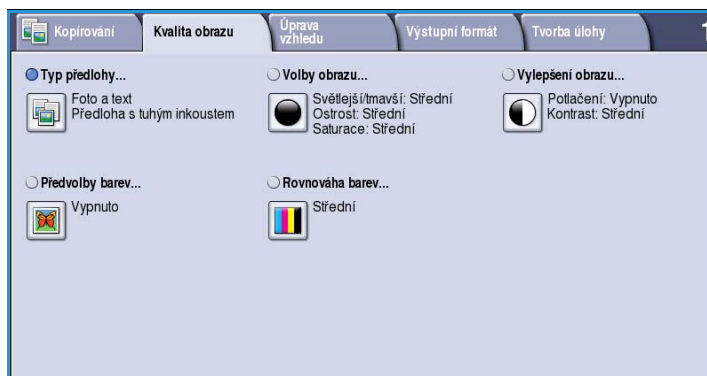 Kopírování
Kvalita obrazu
Úprava
vzhledu
Výstupní formát
Tvorba úlohy
1
Typ předlohy...
Foto a text
Předloha s tuhým inkoustem
Volby obrazu...
Světlejší/tmavší: Střední
Ostrost: Střední
Saturace: Střední
Vylepšení obrazu...
Potlačení: Vypnuto
Kontrast: Střední
Předvolby barev...
Vypnuto
Rovnováha barev...
Střední